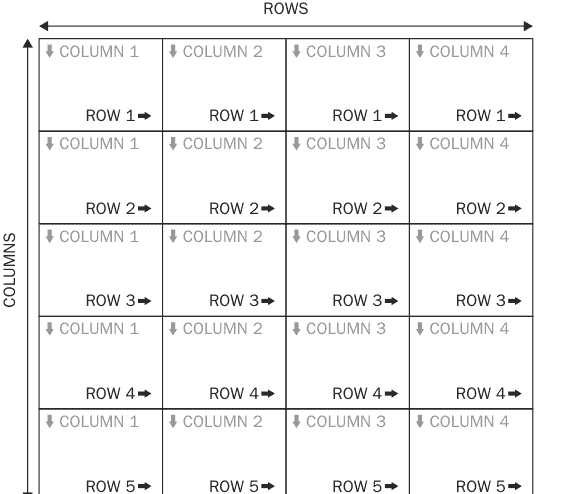 ROWS
COLUMNS
COLUMN 1 COLUMN 2 COLUMN 3 COLUMN 4
ROW 1 ROW 1 ROW 1 ROW 1
COLUMN 1 COLUMN 2 COLUMN 3 COLUMN 4
ROW 2 ROW 2 ROW 2 ROW 2
COLUMN 1 COLUMN 2 COLUMN 3 COLUMN 4
ROW 3 ROW 3 ROW 3 ROW 3
COLUMN 1 COLUMN 2 COLUMN 3 COLUMN 4
ROW 4 ROW 4 ROW 4 ROW 4
COLUMN 1 COLUMN 2 COLUMN 3 COLUMN 4
ROW 5 ROW 5 ROW 5 ROW 5